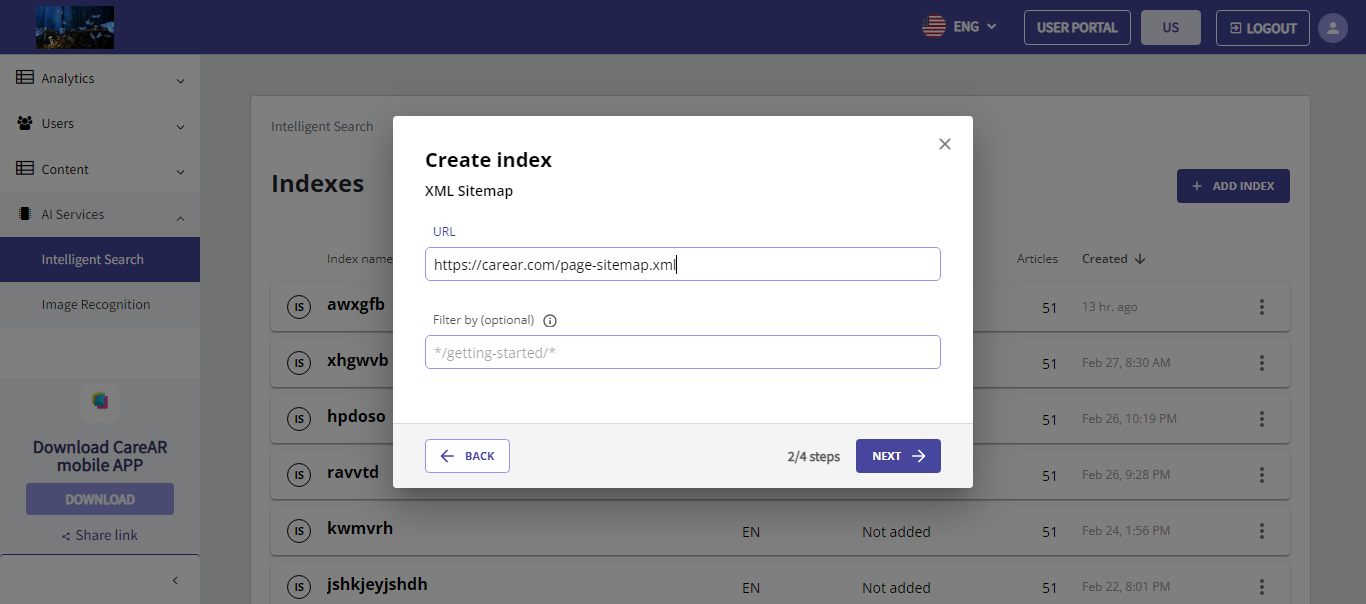 ENG
USER PORTAL
US
LOGOUT
Analytics
Users
Content
AI Services
Intelligent Search
Image Recognition
Download CareAR
mobile APP
DOWNLOAD
Share link
Intelligent Search
Indexes
ADD INDEX
Index name
Articles
Created
IS awxgfb 51 13 hr. ago
IS xhgwvb 51 Feb 27, 8:30 AM
IS hpdoso 51 Feb 26, 10:19 PM
IS ravvtd 51 Feb 26, 9:28 PM
IS kwmvrh EN Not added 51 Feb 24, 1:56 PM
IS jshkjeyjshdh EN Not added 51 Feb 22, 8:01 PM
Create index
XML Sitemap
URL
https://carear.com/page-sitemap.xml
Filter by (optional)
*/getting-started/*
BACK
2/4 steps
NEXT